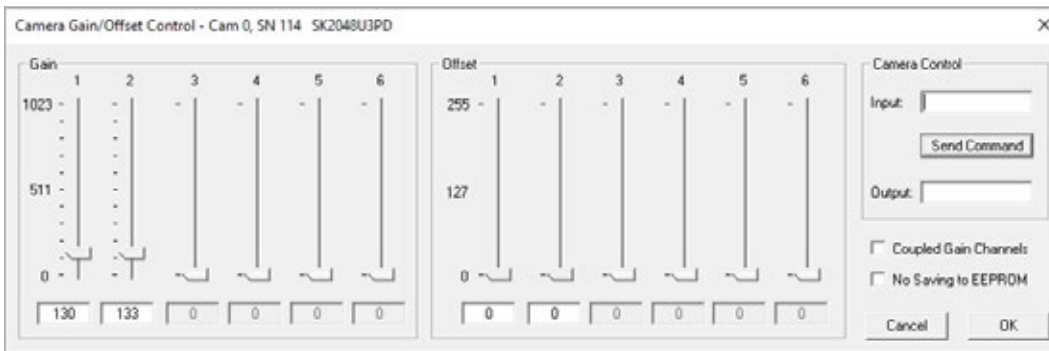 Camera Gain/Offset Control - Cam 0, SN 114 SK2048U3PD
Gain
1 2 3 4 5 6
1023
511
0
130 133 0 0 0 0
Offset
1 2 3 4 5 6
255
127
0
0 0 0 0 0 0
Camera Control
Input:
Send Command
Output:
Coupled Gain Channels
No Saving to EEPROM
Cancel OK